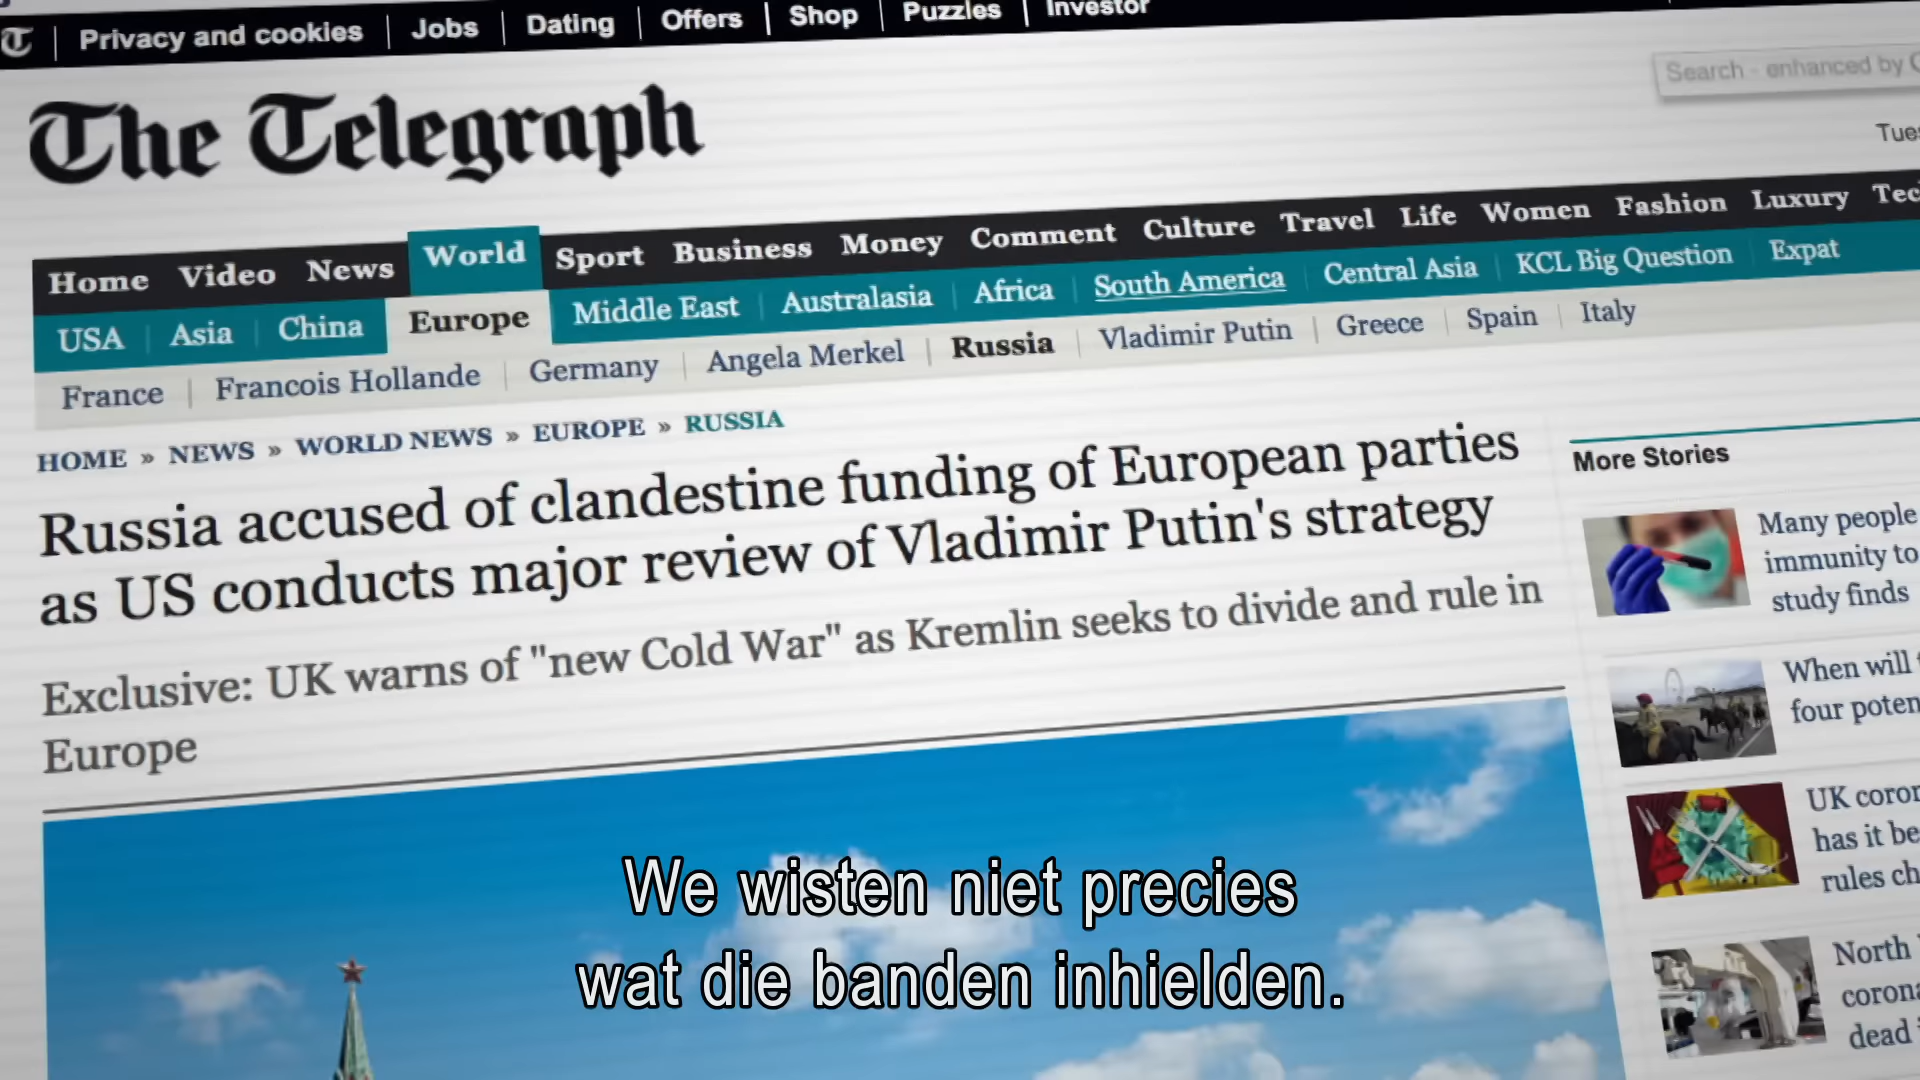 Privacy and cookies | Jobs | Dating | Offers | Shop | Puzzles | Investor
The Telegraph
Search - enhanced by
Home Video News World Sport Business Money Comment Culture Travel Life Women Fashion Luxury
USA | Asia | China | Europe | Middle East | Australasia | Africa | South America | Central Asia | KCL Big Question | Expat
France | Francois Hollande | Germany | Angela Merkel | Russia | Vladimir Putin | Greece | Spain | Italy
HOME » NEWS » WORLD NEWS » EUROPE » RUSSIA
Russia accused of clandestine funding of European parties
as US conducts major review of Vladimir Putin's strategy
Exclusive: UK warns of "new Cold War" as Kremlin seeks to divide and rule in
Europe
More Stories
Many people
immunity to
study finds
When will
four
UK
has it
rules
North
dead
We wisten niet precies
wat die banden inhielden.